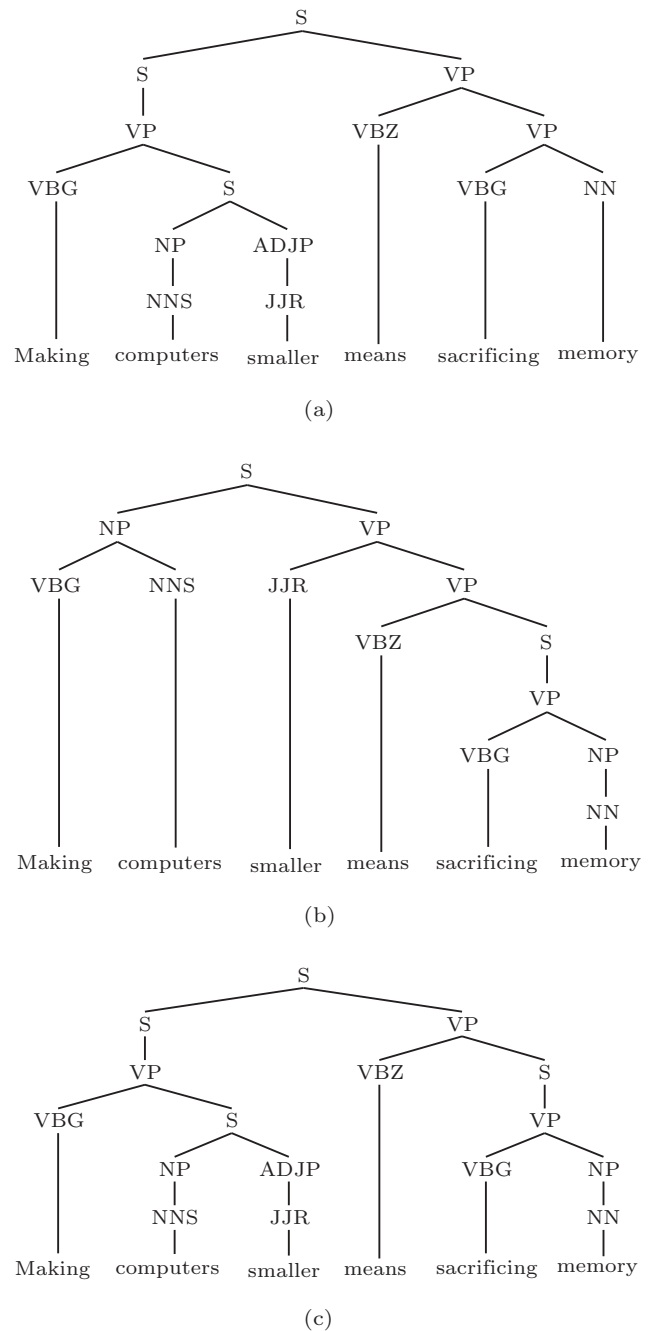 S
S VP
VP VBZ VP
VBG S VBG NN
NP ADJP
NNS JJR
Making computers smaller means sacrificing memory
(a)
S
NP VP
VBG NNS JJR VP
VBZ S
VP
VBG NP
NN
Making computers smaller means sacrificing memory
(b)
S
S VP
VP VBZ S
VBG S VP
NP ADJP VBG NP
NNS JJR NN
Making computers smaller means sacrificing memory
(c)